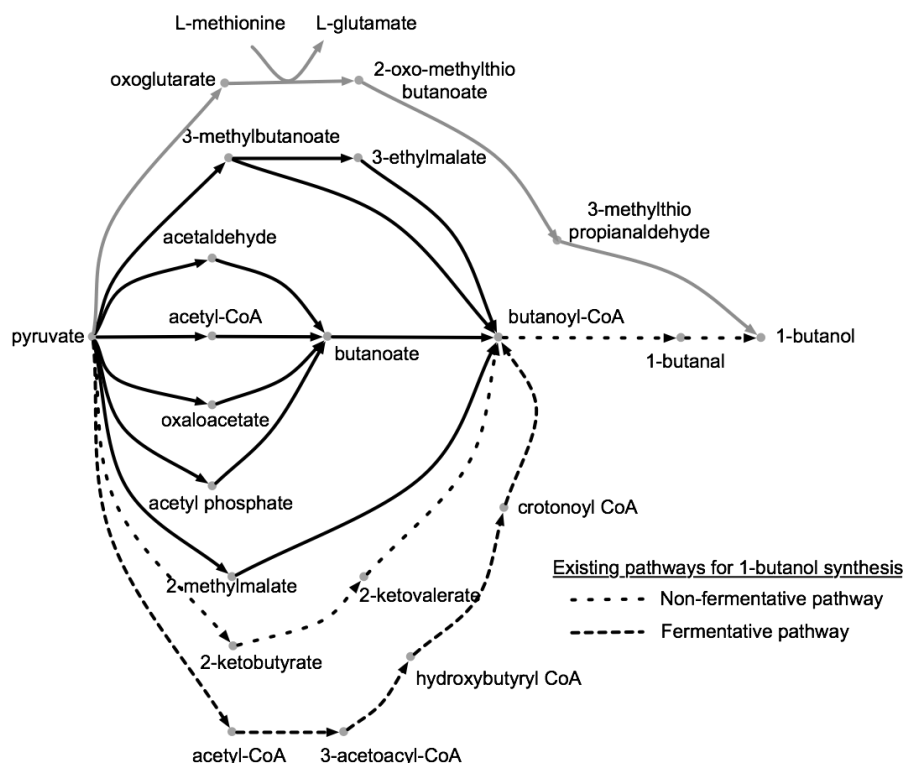 L-methionine
L-glutamate
oxoglutarate
2-oxo-methylthio
butanoate
3-methylbutanoate
3-ethylmalate
3-methylthio
propianaldehyde
acetaldehyde
acetyl-CoA
butanoyl-CoA
pyruvate
1-butanol
butanoate
1-butanal
oxaloacetate
acetyl phosphate
crotonoyl CoA
Existing pathways for 1-butanol synthesis
2-methylmalate
2-ketovalerate
Non-fermentative pathway
Fermentative pathway
2-ketobutyrate
hydroxybutyryl CoA
acetyl-CoA
3-acetoacyl-CoA